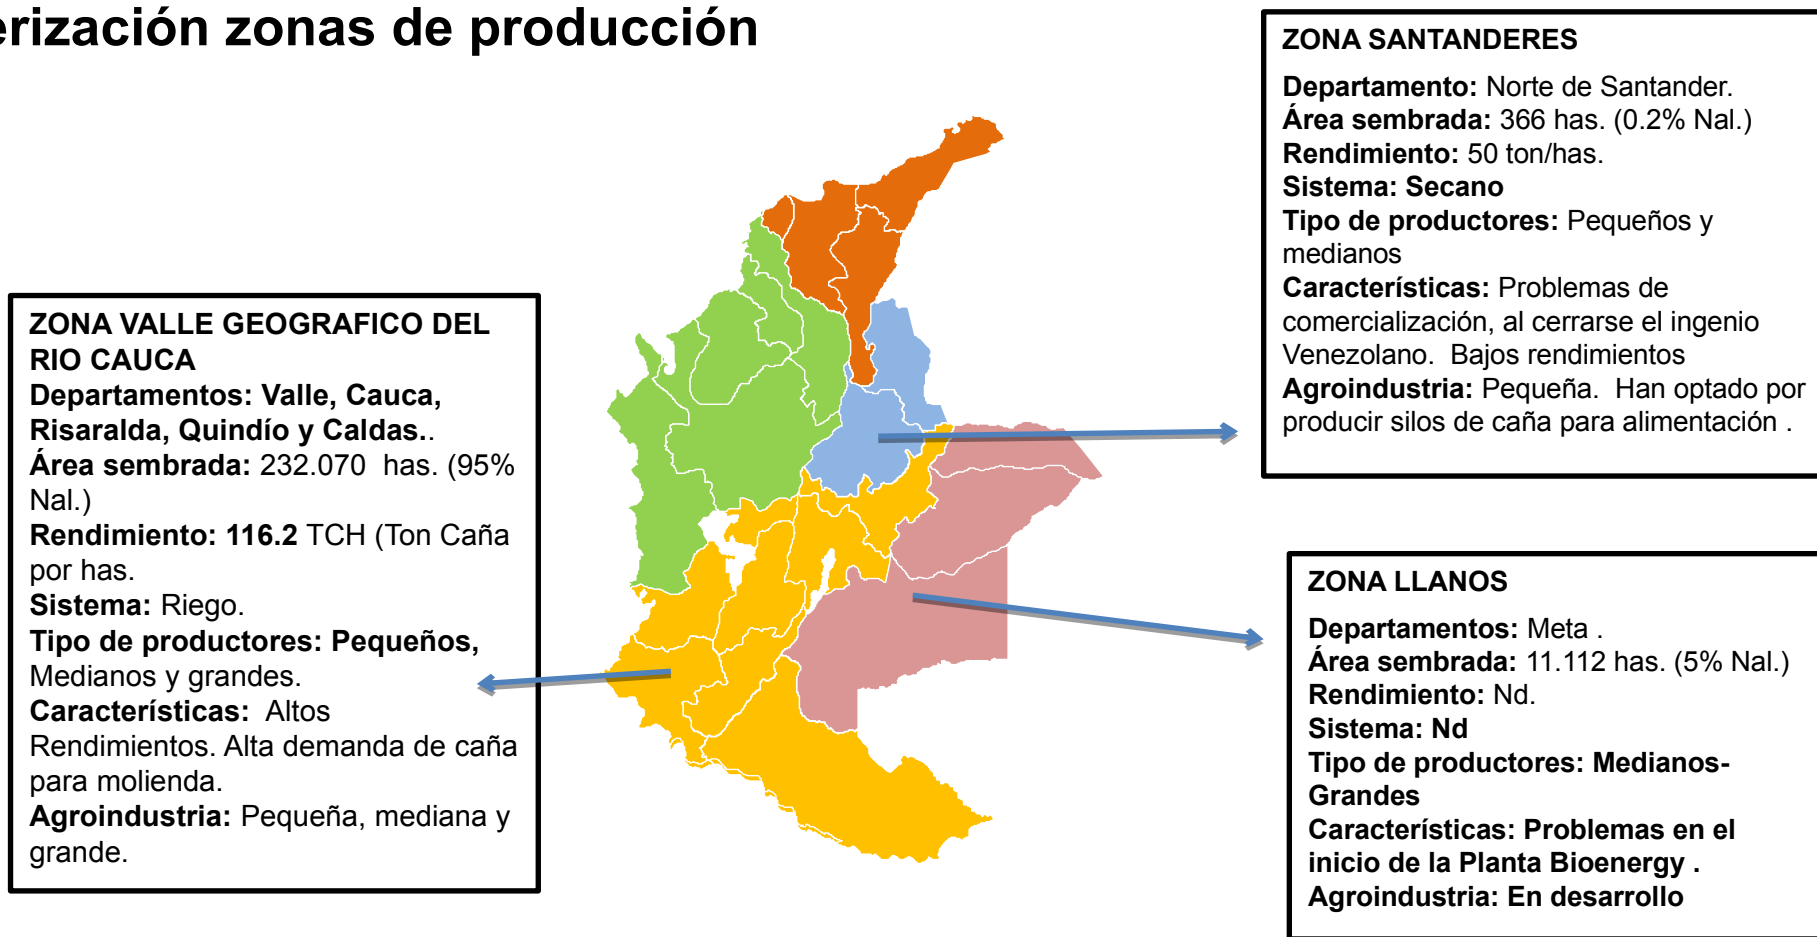 erización zonas de producción
ZONA VALLE GEOGRAFICO DEL
RIO CAUCA
Departamentos: Valle, Cauca,
Risaralda, Quindío y Caldas..
Área sembrada: 232.070 has. (95%
Nal.)
Rendimiento: 116.2 TCH (Ton Caña
por has.
Sistema: Riego.
Tipo de productores: Pequeños,
Medianos y grandes.
Características: Altos
Rendimientos. Alta demanda de caña
para molienda.
Agroindustria: Pequeña, mediana y
grande.
ZONA SANTANDERES
Departamento: Norte de Santander.
Área sembrada: 366 has. (0.2% Nal.)
Rendimiento: 50 ton/has.
Sistema: Secano
Tipo de productores: Pequeños y
medianos
Características: Problemas de
comercialización, al cerrarse el ingenio
Venezolano. Bajos rendimientos
Agroindustria: Pequeña. Han optado por
producir silos de caña para alimentación .
ZONA LLANOS
Departamentos: Meta .
Área sembrada: 11.112 has. (5% Nal.)
Rendimiento: Nd.
Sistema: Nd
Tipo de productores: Medianos-
Grandes
Características: Problemas en el
inicio de la Planta Bioenergy .
Agroindustria: En desarrollo